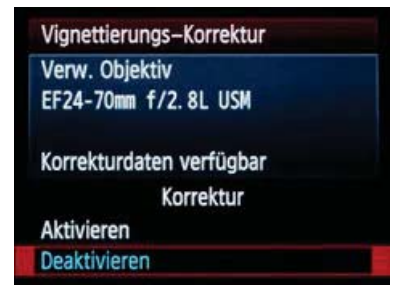 Vignettierungs-Korrektur
Verw. Objektiv
EF24-70mm f/2.8L USM
Korrekturdaten verfügbar
Korrektur
Aktivieren
Deaktivieren